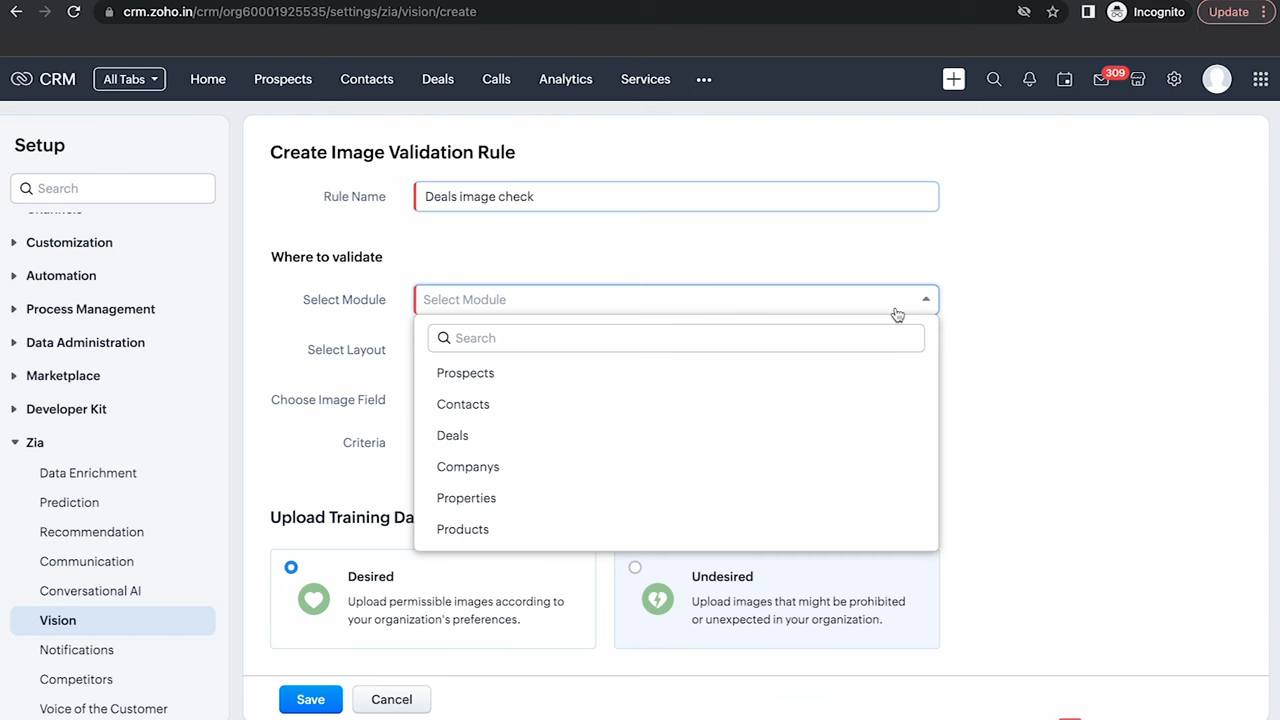 crm.zoho.in/crm/org60001925535/settings/zia/vision/create
Incognito
Update
CRM
All Tabs
Home
Prospects
Contacts
Deals
Calls
Analytics
Services
309
Setup
Search
Customization
Automation
Process Management
Data Administration
Marketplace
Developer Kit
Zia
Data Enrichment
Prediction
Recommendation
Communication
Conversational AI
Vision
Notifications
Competitors
Voice of the Customer
Create Image Validation Rule
Rule Name
Deals image check
Where to validate
Select Module
Select Module
Search
Prospects
Contacts
Deals
Companys
Properties
Products
Select Layout
Choose Image Field
Criteria
Upload Training Da
Desired
Upload permissible images according to
your organization's preferences.
Undesired
Upload images that might be prohibited
or unexpected in your organization.
Save
Cancel